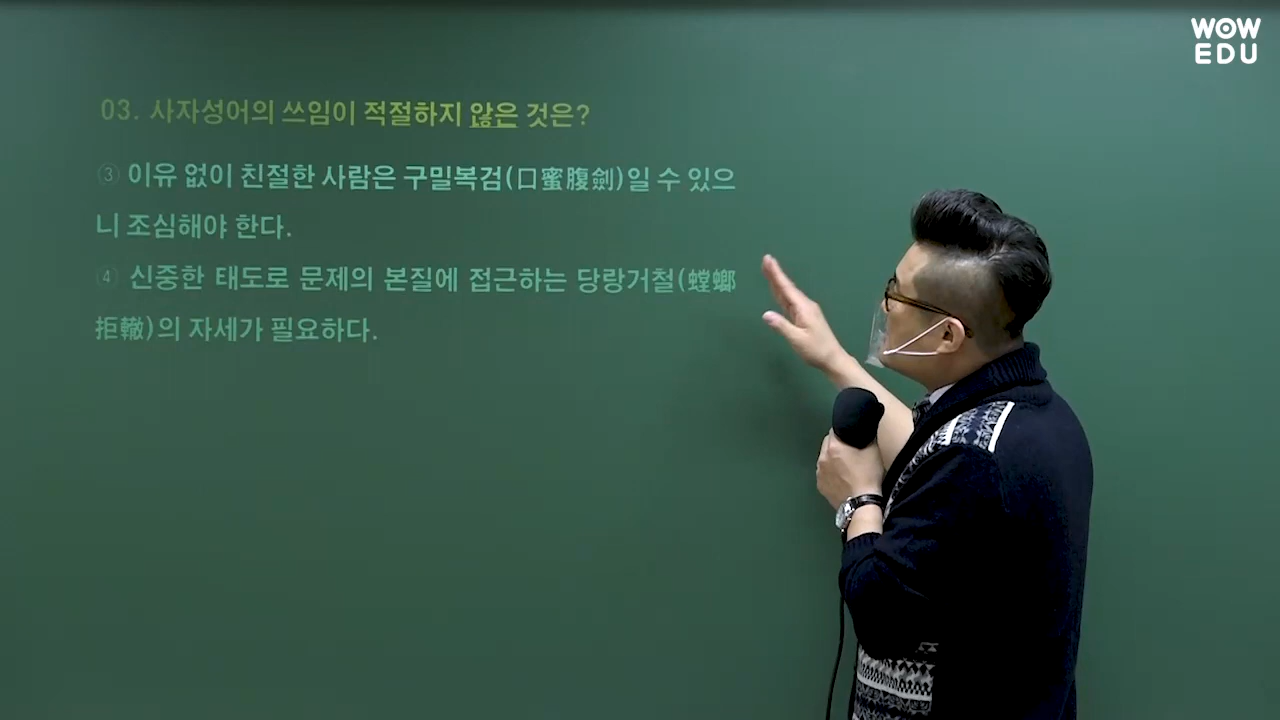 WOW
EDU
03. 사자성어의 쓰임이 적절하지 않은 것은?
③ 이유 없이 친절한 사람은 구밀복검(口蜜腹劍)일 수 있으
니 조심해야 한다.
④ 신중한 태도로 문제의 본질에 접근하는 당랑거철(螳螂
拒轍)의 자세가 필요하다.